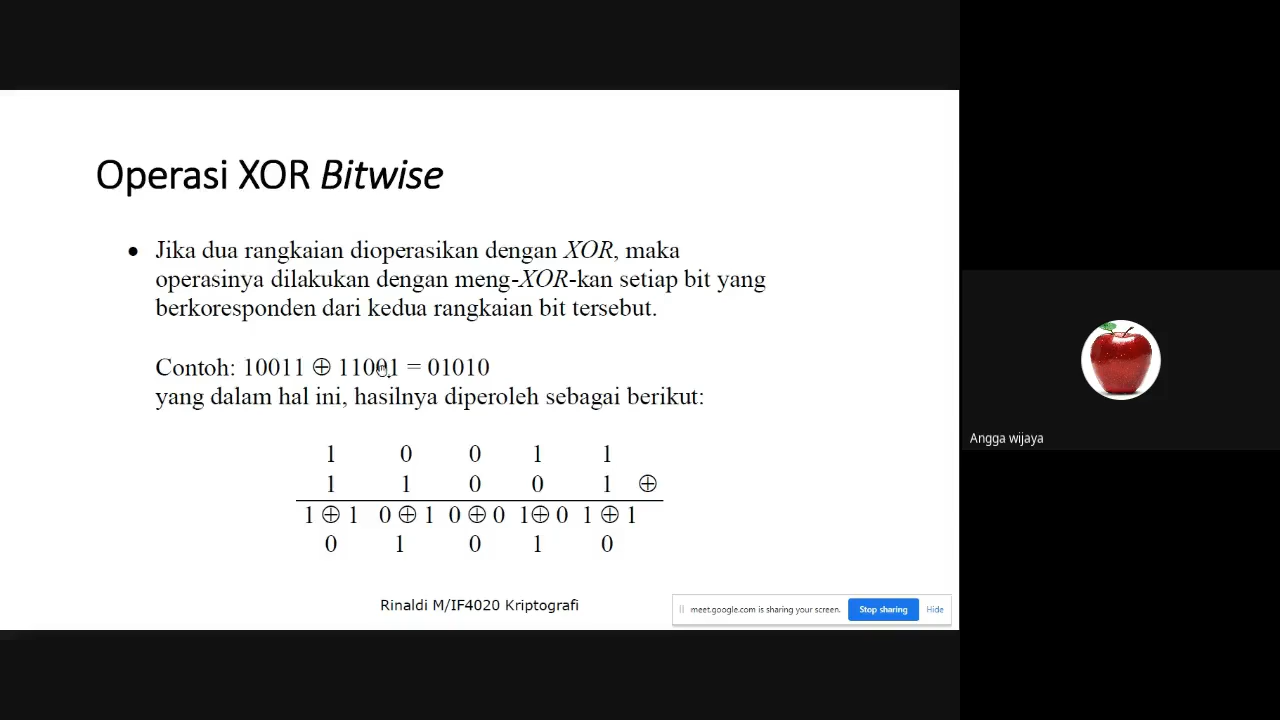 Operasi XOR Bitwise
• Jika dua rangkaian dioperasikan dengan XOR, maka
operasinya dilakukan dengan meng-XOR-kan setiap bit yang
berkoresponden dari kedua rangkaian bit tersebut.
Contoh: 10011 ⊕ 11001 = 01010
yang dalam hal ini, hasilnya diperoleh sebagai berikut:
1 0 0 1 1
1 1 0 0 1 ⊕
1 ⊕ 1 0 ⊕ 1 0 ⊕ 0 1⊕ 0 1 ⊕ 1
0 1 0 1 0
Rinaldi M/IF4020 Kriptografi
meet.google.com is sharing your screen. Stop sharing Hide
Angga wijaya